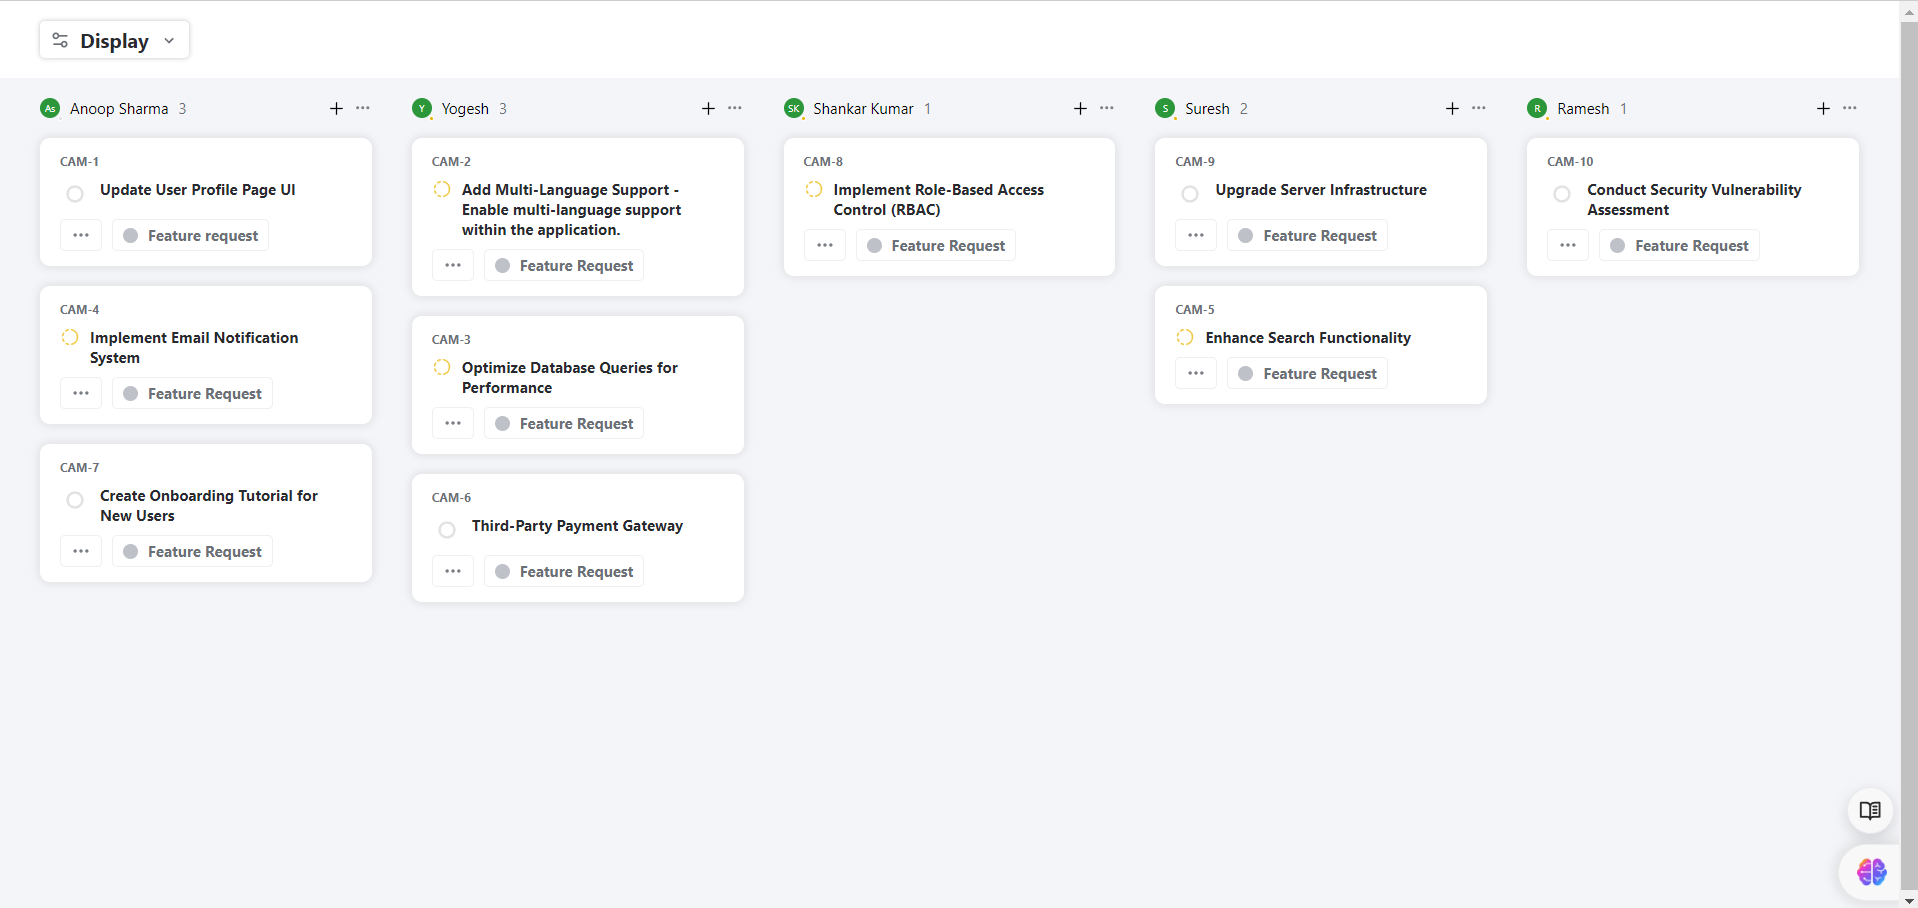 Display
As Anoop Sharma 3
CAM-1
Update User Profile Page UI
Feature request
CAM-4
Implement Email Notification
System
Feature Request
CAM-7
Create Onboarding Tutorial for
New Users
Feature Request
Y Yogesh 3
CAM-2
Add Multi-Language Support -
Enable multi-language support
within the application.
Feature Request
CAM-3
Optimize Database Queries for
Performance
Feature Request
CAM-6
Third-Party Payment Gateway
Feature Request
SK Shankar Kumar 1
CAM-8
Implement Role-Based Access
Control (RBAC)
Feature Request
S Suresh 2
CAM-9
Upgrade Server Infrastructure
Feature Request
CAM-5
Enhance Search Functionality
Feature Request
R Ramesh 1
CAM-10
Conduct Security Vulnerability
Assessment
Feature Request